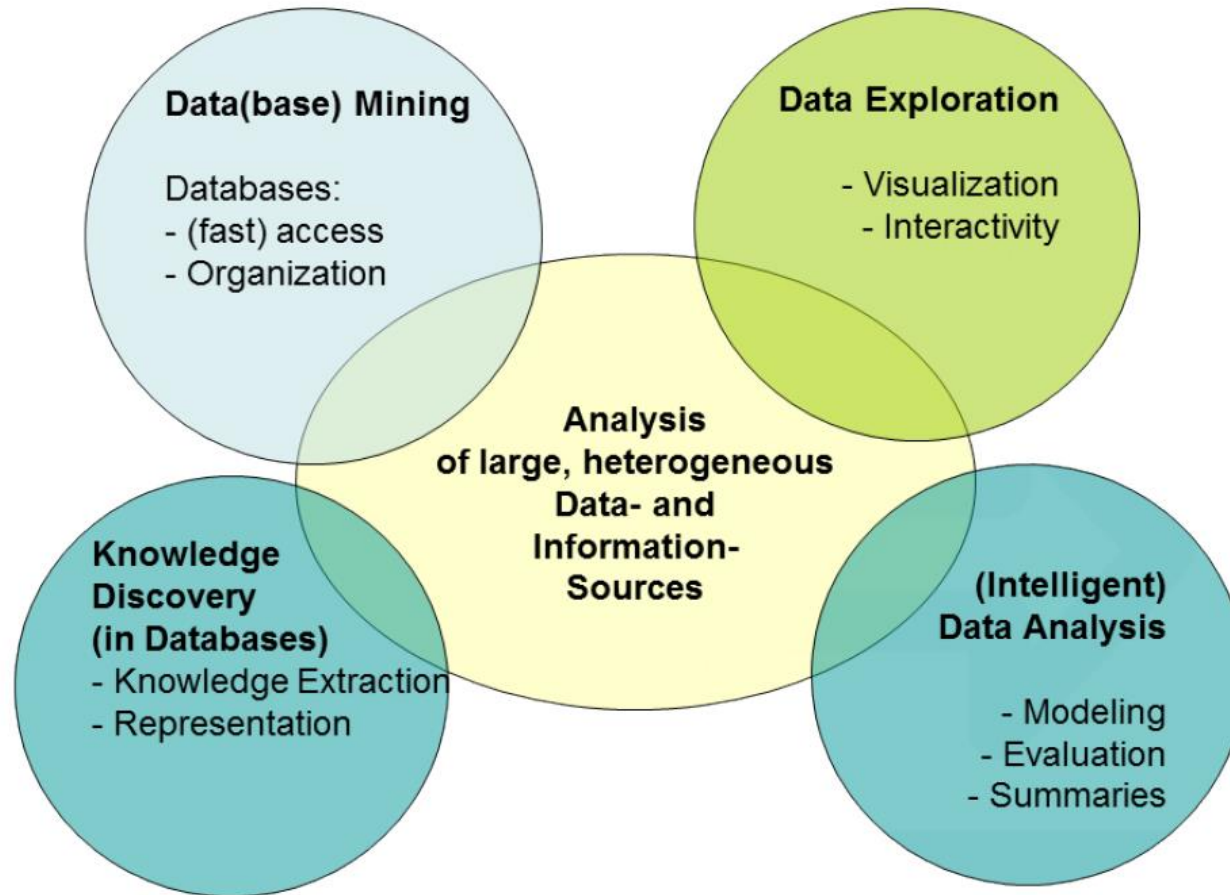 Data(base) Mining
Databases:
- (fast) access
- Organization
Data Exploration
- Visualization
- Interactivity
Analysis
of large, heterogeneous
Data- and
Information-
Sources
Knowledge
Discovery
(in Databases)
- Knowledge Extraction
- Representation
(Intelligent)
Data Analysis
- Modeling
- Evaluation
- Summaries